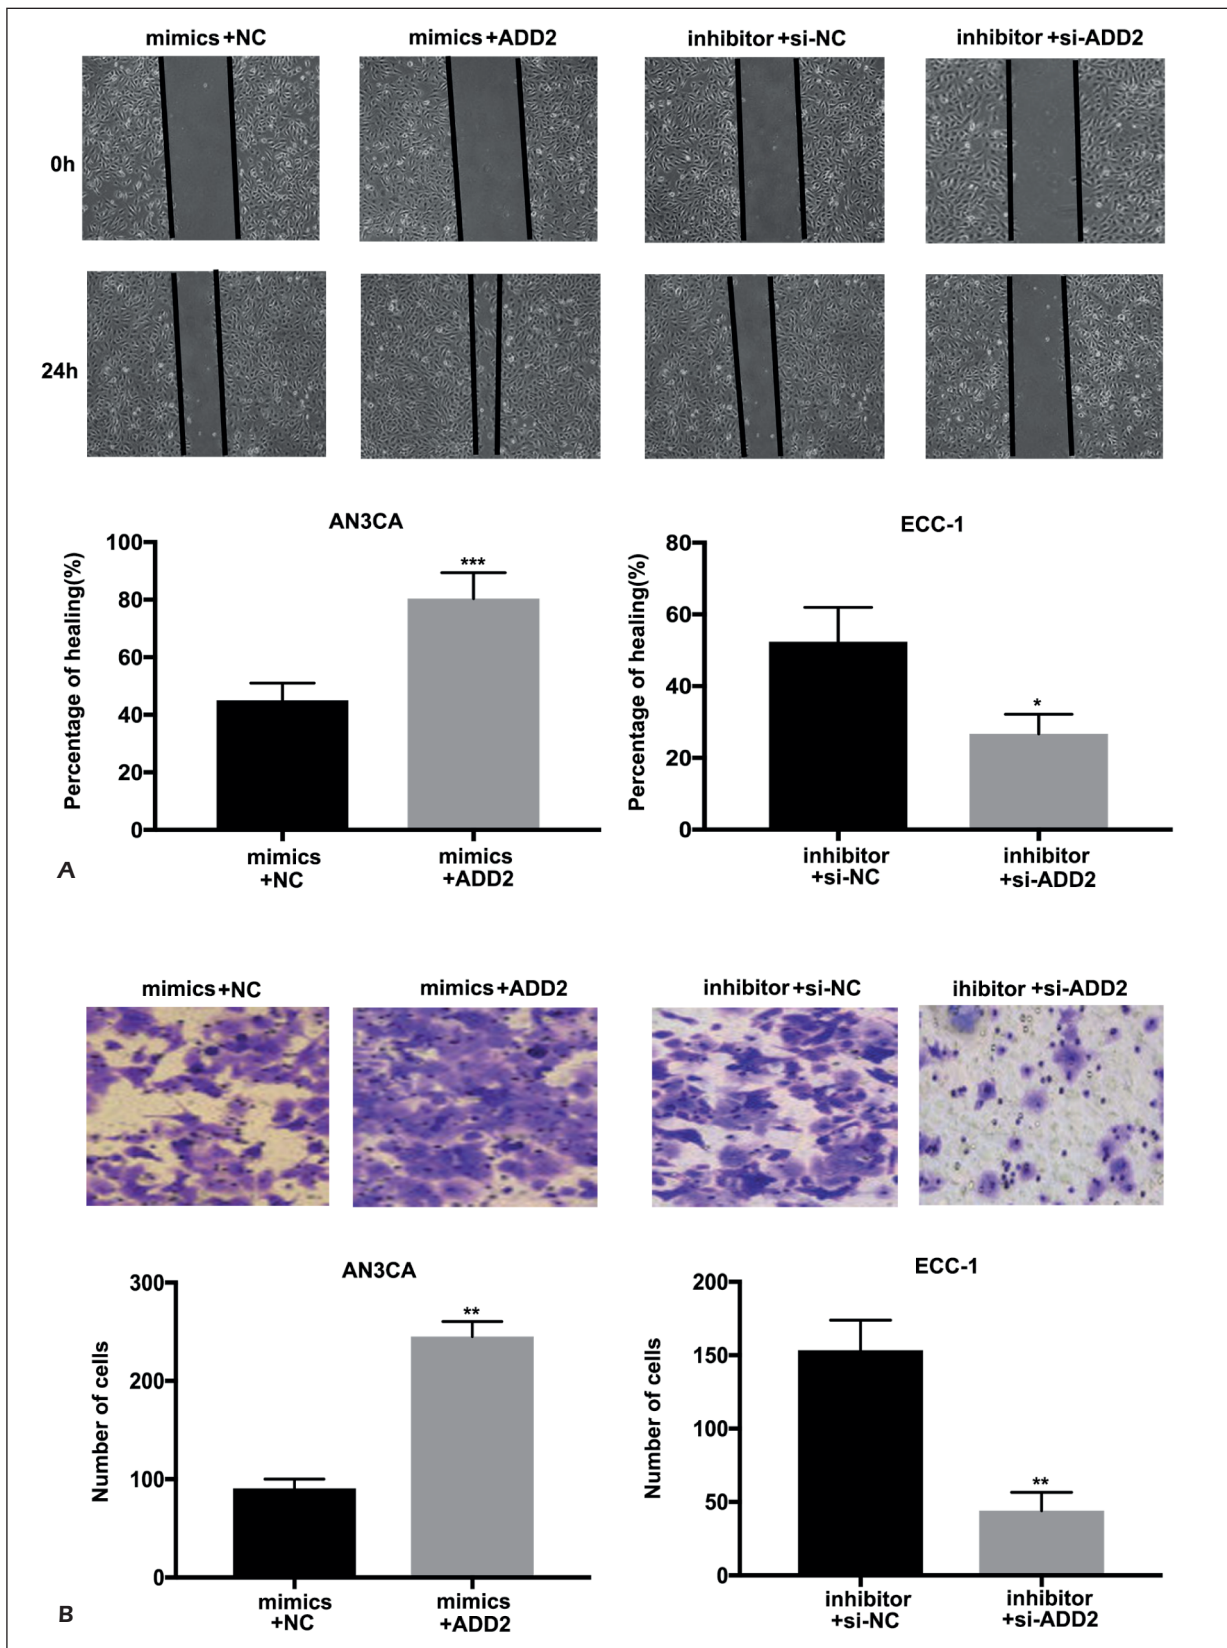 mimics+NC
mimics+ADD2
inhibitor+si-NC
inhibitor+si-ADD2
0h
24h
AN3CA
Percentage of healing(%)
100
80
60
40
20
0
***
mimics
+NC
mimics
+ADD2
ECC-1
Percentage of healing(%)
80
60
40
20
0
*
inhibitor
+si-NC
inhibitor
+si-ADD2
A
mimics+NC
mimics+ADD2
inhibitor+si-NC
ihibitor+si-ADD2
AN3CA
Number of cells
300
200
100
0
**
mimics
+NC
mimics
+ADD2
ECC-1
Number of cells
200
150
100
50
0
**
inhibitor
+si-NC
inhibitor
+si-ADD2
B